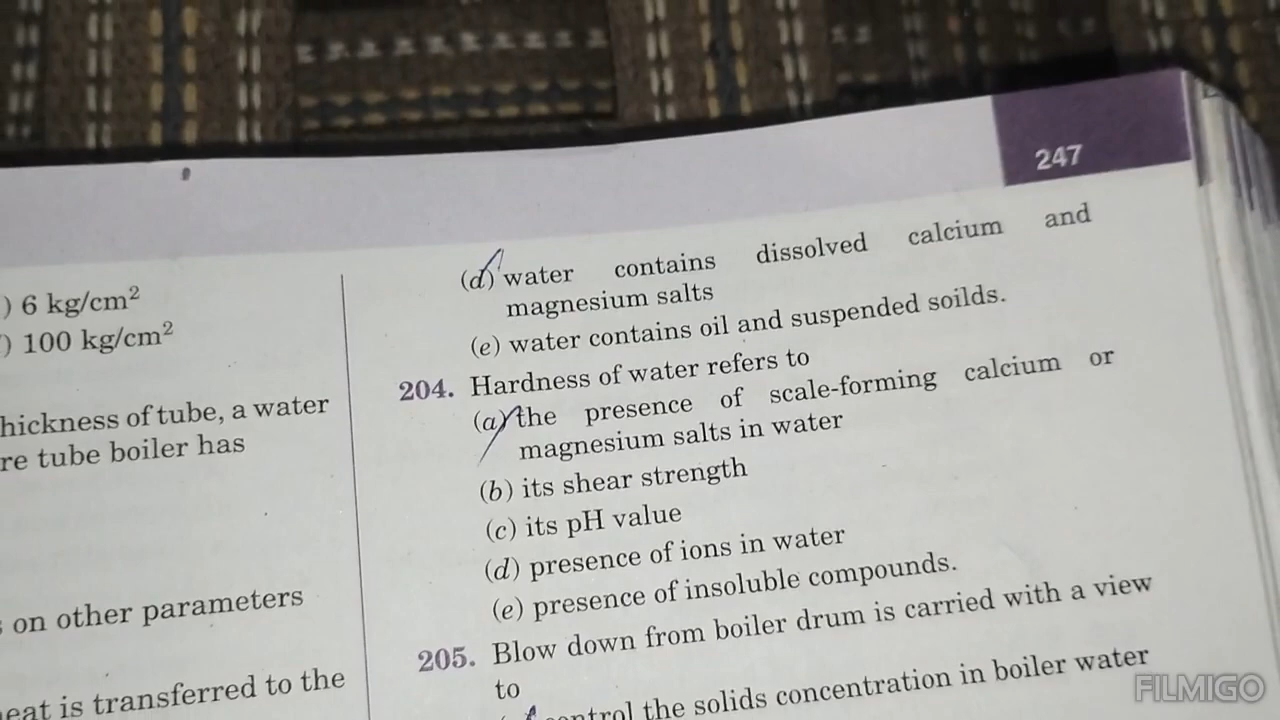 247
) 6 kg/cm²
) 100 kg/cm²
hickness of tube, a water
re tube boiler has
on other parameters
eat is transferred to the
(d) water contains dissolved calcium and
magnesium salts
(e) water contains oil and suspended soilds.
204. Hardness of water refers to
(a) the presence of scale-forming calcium or
magnesium salts in water
(b) its shear strength
(c) its pH value
(d) presence of ions in water
(e) presence of insoluble compounds.
205. Blow down from boiler drum is carried with a view
to
control the solids concentration in boiler water
FILMIGO